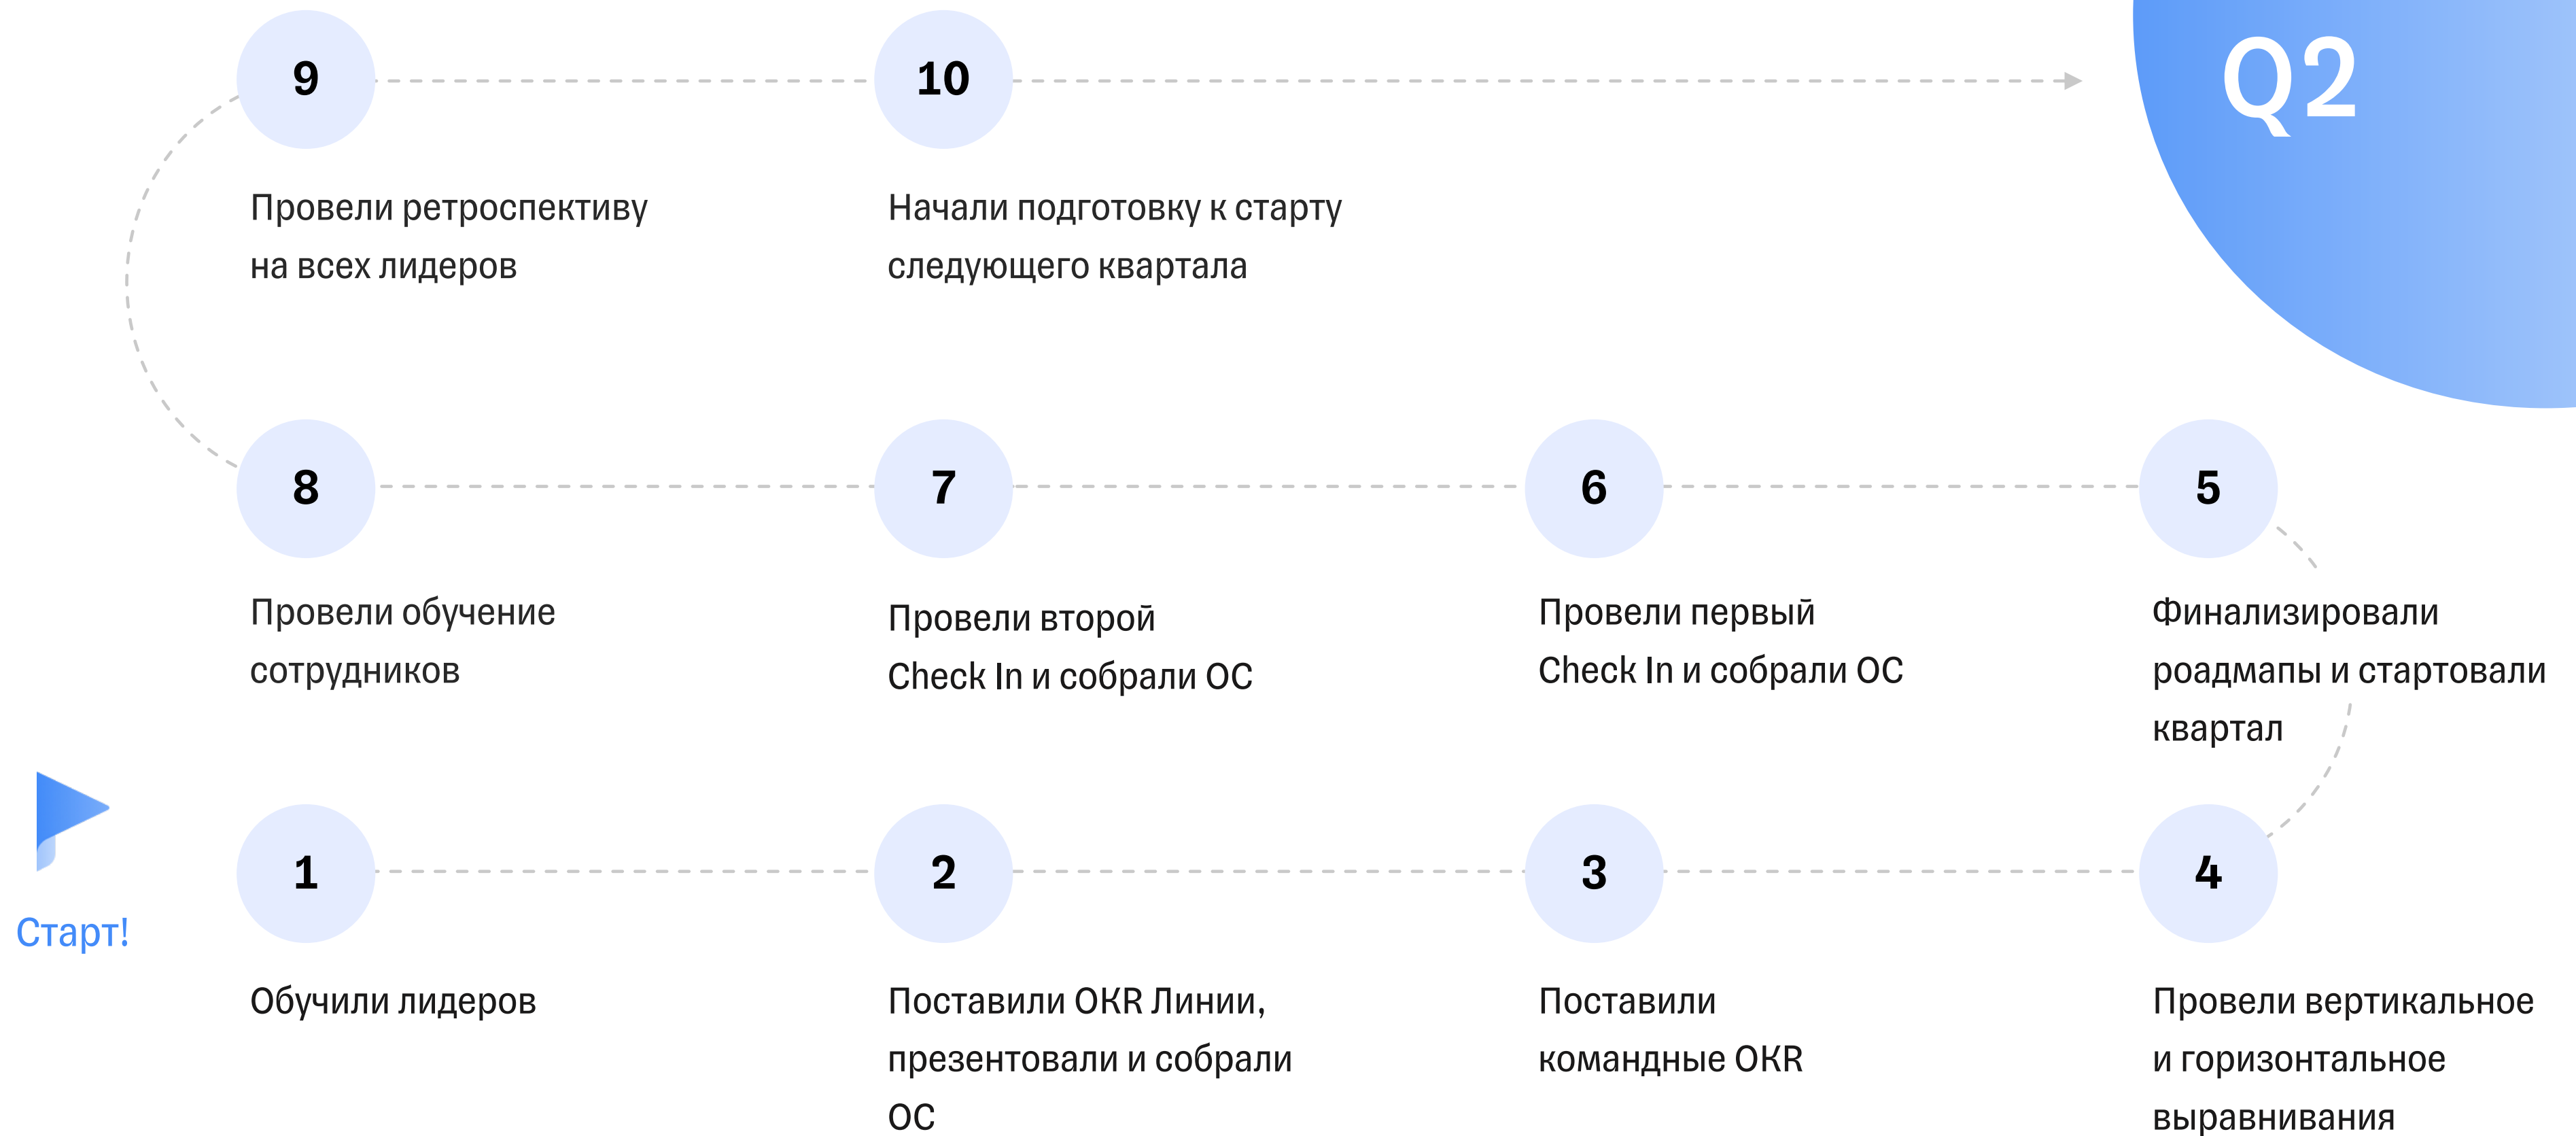 9
10
Q2
Провели ретроспективу
на всех лидеров
Начали подготовку к старту
следующего квартала
8
7
6
5
Провели обучение
сотрудников
Провели второй
Check In и собрали ОС
Провели первый
Check In и собрали ОС
Финализировали
роадмапы и стартовали
квартал
Старт!
1
2
3
4
Обучили лидеров
Поставили OKR Линии,
презентовали и собрали
ОС
Поставили
командные OKR
Провели вертикальное
и горизонтальное
выравнивания